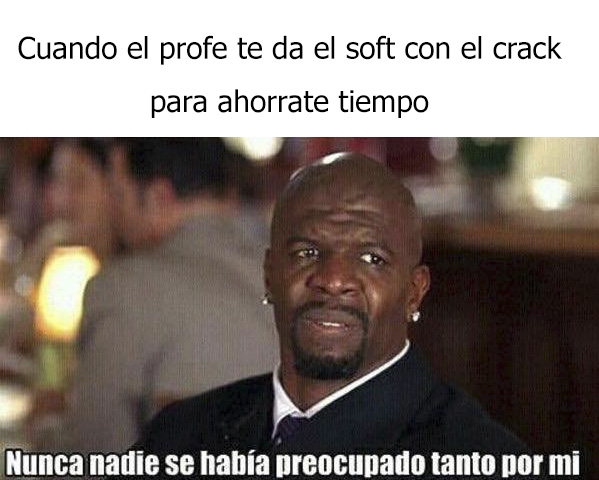 Cuando el profe te da el soft con el crack
para ahorrate tiempo
Nunca nadie se había preocupado tanto por mi